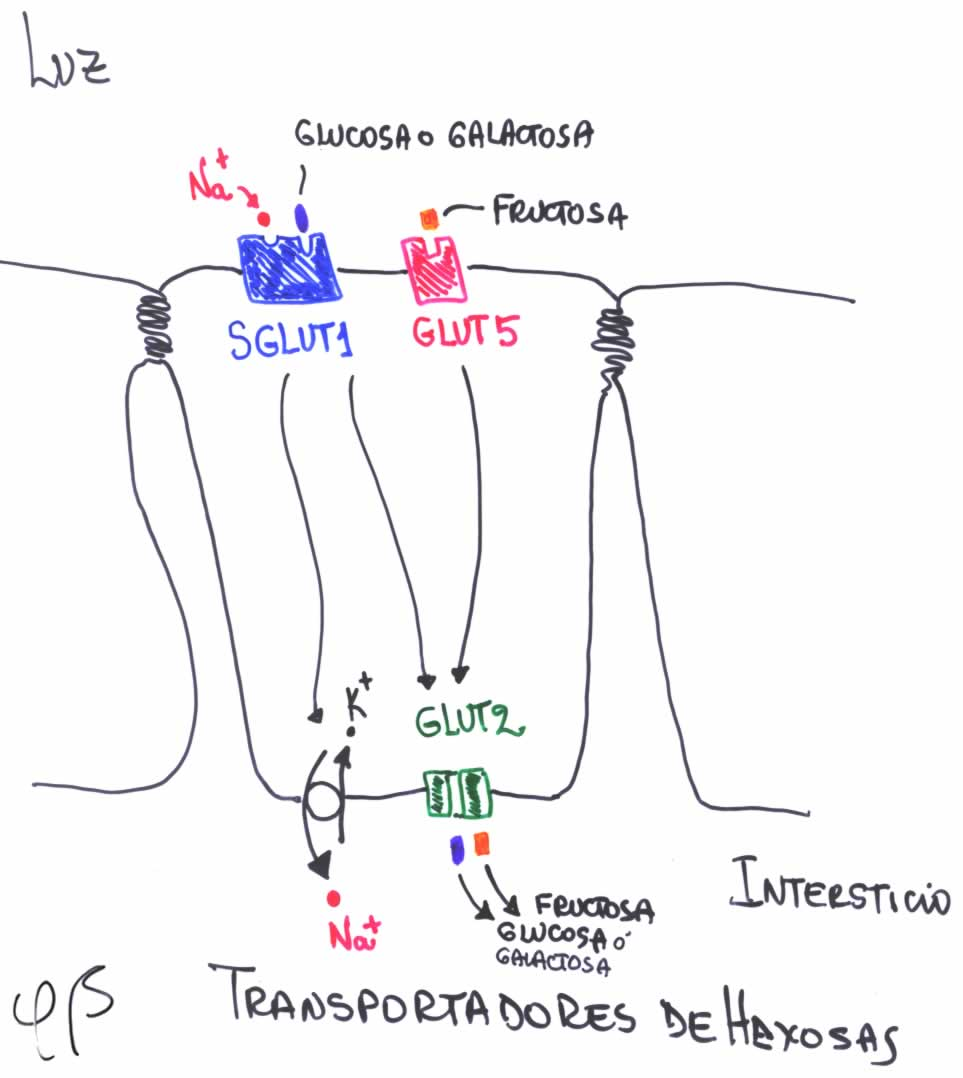 LUZ
GLUCOSA o GALACTOSA
Na+
FRUCTOSA
SGLUT1
GLUT5
K+
GLUT2
INTERSTICIO
FRUCTOSA
GLUCOSA ó
GALACTOSA
Na+
TRANSPORTADORES DE HEXOSAS